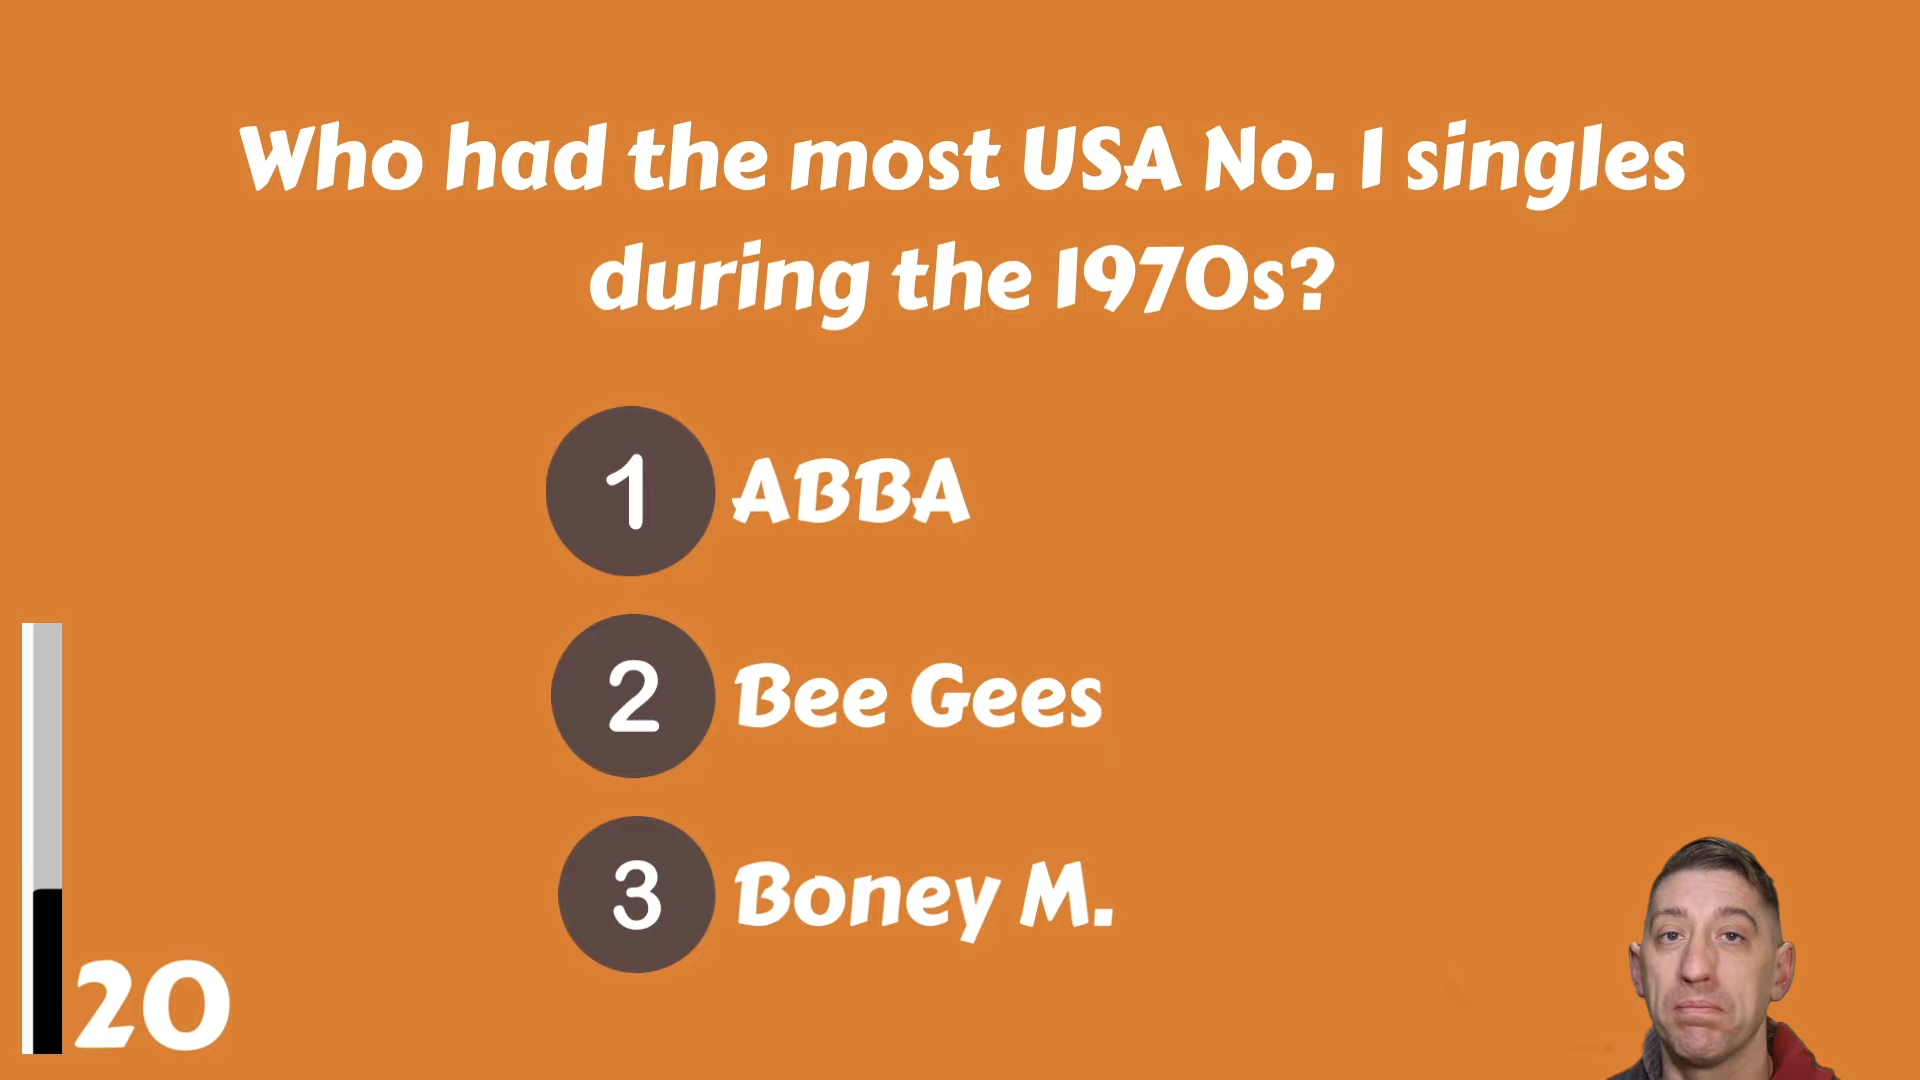 Who had the most USA No. 1 singles
during the 1970s?
1 ABBA
2 Bee Gees
3 Boney M.
20